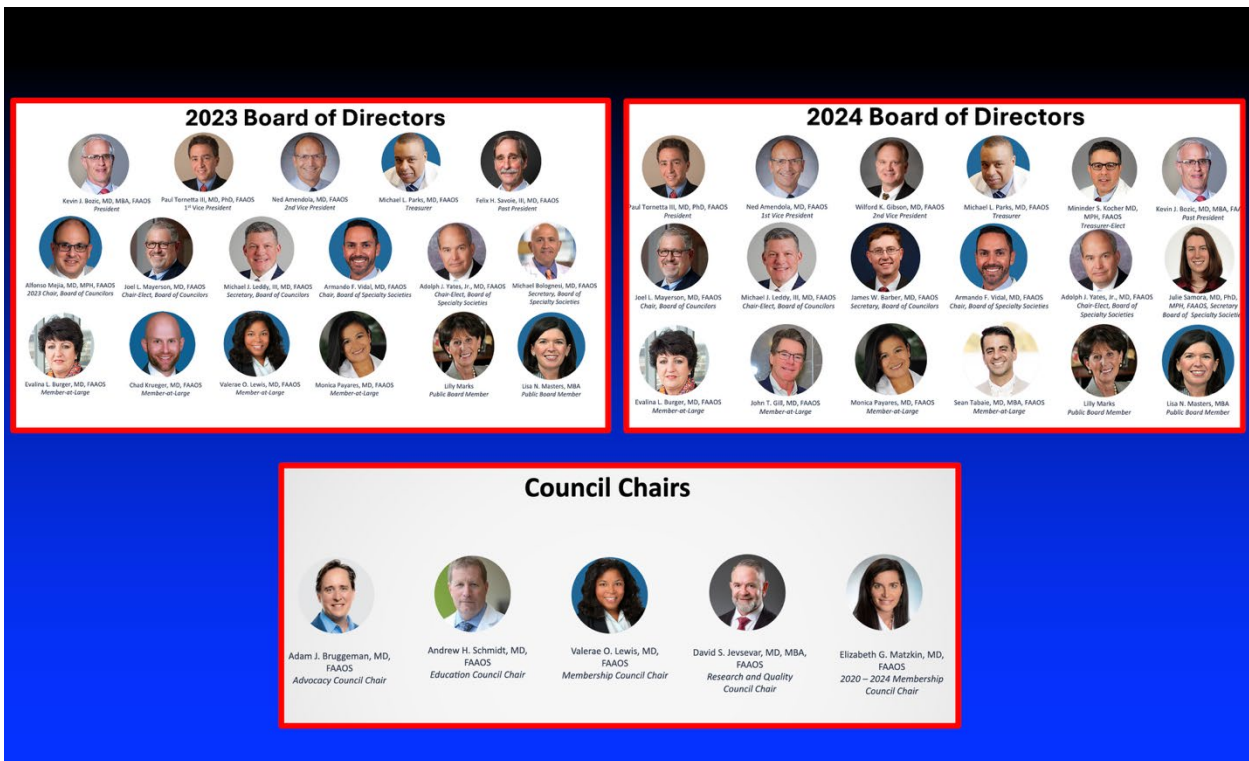 2023 Board of Directors
Kevin J. Bozic, MD, MBA, FAAOS
President
Paul Tornetta III, MD, PhD, FAAOS
1st Vice President
Ned Amendola, MD, FAAOS
2nd Vice President
Michael L. Parks, MD, FAAOS
Treasurer
Felix H. Savoie, III, MD, FAAOS
Past President
Alfonso Mejia, MD, MPH, FAAOS
2023 Chair, Board of Councilors
Joel L. Mayerson, MD, FAAOS
Chair-Elect, Board of Councilors
Michael J. Leddy, III, MD, FAAOS
Secretary, Board of Councilors
Armando F. Vidal, MD, FAAOS
Chair, Board of Specialty Societies
Adolph J. Yates, Jr., MD, FAAOS
Chair-Elect, Board of
Specialty Societies
Michael Bolognesi, MD, FAAOS
Secretary, Board of
Specialty Societies
Evalina L. Burger, MD, FAAOS
Member-at-Large
Chad Krueger, MD, FAAOS
Member-at-Large
Valerae O. Lewis, MD, FAAOS
Member-at-Large
Monica Payares, MD, FAAOS
Member-at-Large
Lilly Marks
Public Board Member
Lisa N. Masters, MBA
Public Board Member
2024 Board of Directors
Paul Tornetta III, MD, PhD, FAAOS
President
Ned Amendola, MD, FAAOS
1st Vice President
Wilford K. Gibson, MD, FAAOS
2nd Vice President
Michael L. Parks, MD, FAAOS
Treasurer
Mininder S. Kocher MD,
MPH, FAAOS
Treasurer-Elect
Kevin J. Bozic, MD, MBA, FAA
Past President
Joel L. Mayerson, MD, FAAOS
Chair, Board of Councilors
Michael J. Leddy, III, MD, FAAOS
Chair-Elect, Board of Councilors
James W. Barber, MD, FAAOS
Secretary, Board of Councilors
Armando F. Vidal, MD, FAAOS
Chair, Board of Specialty Societies
Adolph J. Yates, Jr., MD, FAAOS
Chair-Elect, Board of
Specialty Societies
Julie Samora, MD, PhD,
MPH, FAAOS, Secretary
Board of Specialty Societie
Evalina L. Burger, MD, FAAOS
Member-at-Large
John T. Gill, MD, FAAOS
Member-at-Large
Monica Payares, MD, FAAOS
Member-at-Large
Sean Tabaie, MD, MBA, FAAOS
Member-at-Large
Lilly Marks
Public Board Member
Lisa N. Masters, MBA
Public Board Member
Council Chairs
Adam J. Bruggeman, MD,
FAAOS
Advocacy Council Chair
Andrew H. Schmidt, MD,
FAAOS
Education Council Chair
Valerae O. Lewis, MD,
FAAOS
Membership Council Chair
David S. Jevsevar, MD, MBA,
FAAOS
Research and Quality
Council Chair
Elizabeth G. Matzkin, MD,
FAAOS
2020 – 2024 Membership
Council Chair